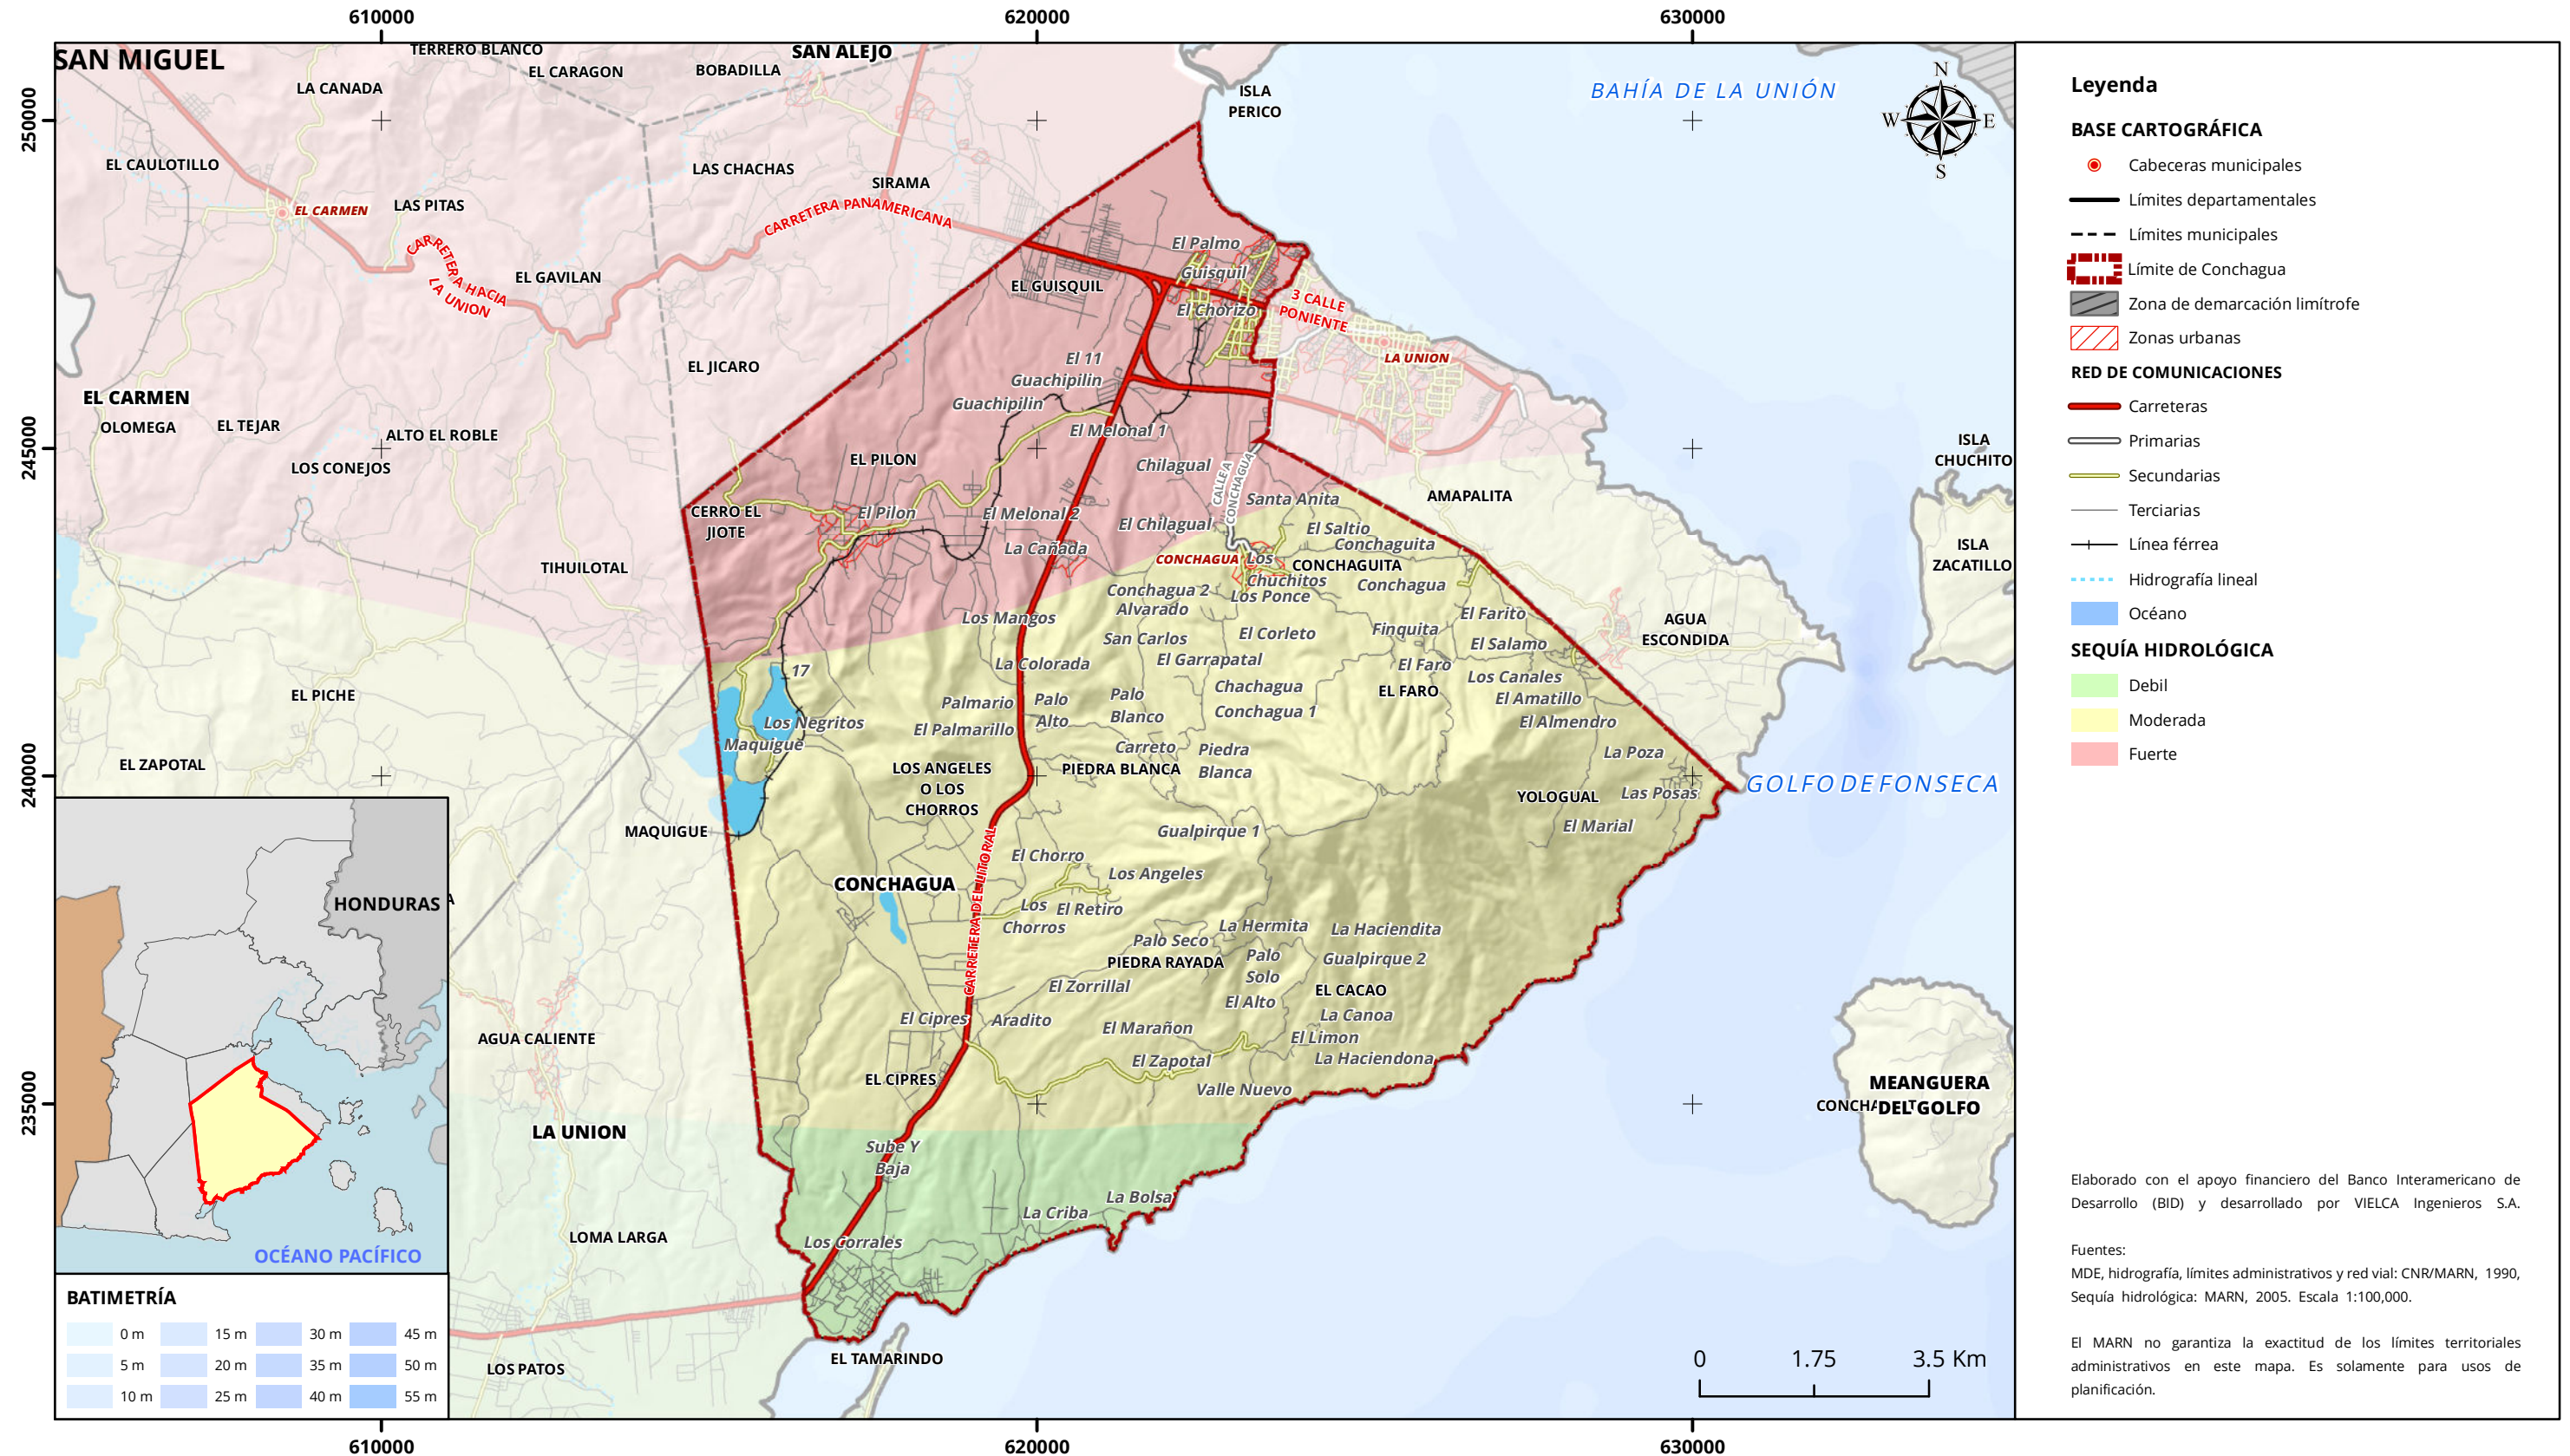 610000
620000
630000
SAN MIGUEL
TERRERO BLANCO
SAN ALEJO
EL CARAGON
BOBADILLA
LA CANADA
ISLA
PERICO
BAHÍA DE LA UNIÓN
N
W
E
S
250000
EL CAULOTILLO
LAS CHACHAS
SIRAMA
EL CARMEN
LAS PITAS
CARRETERA PANAMERICANA
CARRETERA HACIA
LA UNION
EL GAVILAN
El Palmo
Guisquil
EL GUISQUIL
El Chorizo
3 CALLE
PONIENTE
LA UNION
EL JICARO
El 11
Guachipilin
Guachipilin
EL CARMEN
OLOMEGA
EL TEJAR
ALTO EL ROBLE
El Melonal 1
245000
LOS CONEJOS
EL PILON
Chilagual
CALLE A
CONCHAGUA
Santa Anita
AMAPALITA
ISLA
CHUCHITO
CERRO EL
JIOTE
El Pilon
El Melonal 2
El Chilagual
El Saltio
Conchaguita
La Cañada
CONCHAGUA
Los
Chuchitos
CONCHAGUITA
ISLA
ZACATILLO
TIHUILOTAL
Conchagua 2
Los Ponce
Conchagua
Alvarado
Los Mangos
El Farito
AGUA
ESCONDIDA
San Carlos
El Corleto
Finquita
El Salamo
La Colorada
El Garrapatal
El Faro
17
Los Canales
EL PICHE
Palmario
Palo
Alto
Palo
Blanco
Chachagua
Conchagua 1
EL FARO
El Amatillo
Los Negritos
El Palmarillo
El Almendro
Maquigue
Carreto
Piedra
Blanca
La Poza
240000
EL ZAPOTAL
LOS ANGELES
O LOS
CHORROS
PIEDRA BLANCA
GOLFO DE FONSECA
YOLOGUAL
Las Posas
MAQUIGUE
Gualpirque 1
El Marial
CARRETERA DEL LITORAL
El Chorro
CONCHAGUA
Los Angeles
Los
Chorros
El Retiro
La Hermita
La Haciendita
Palo Seco
PIEDRA RAYADA
Palo
Solo
Gualpirque 2
El Zorrillal
EL CACAO
El Alto
La Canoa
El Cipres
Aradito
El Marañon
El Limon
AGUA CALIENTE
El Zapotal
La Haciendona
EL CIPRES
Valle Nuevo
MEANGUERA
DEL GOLFO
235000
LA UNION
Sube Y
Baja
La Bolsa
La Criba
LOMA LARGA
Los Corrales
EL TAMARINDO
LOS PATOS
0
1.75
3.5 Km
HONDURAS
OCÉANO PACÍFICO
BATIMETRÍA
0 m
15 m
30 m
45 m
5 m
20 m
35 m
50 m
10 m
25 m
40 m
55 m
610000
620000
630000
Leyenda
BASE CARTOGRÁFICA
Cabeceras municipales
Límites departamentales
Límites municipales
Límite de Conchagua
Zona de demarcación limítrofe
Zonas urbanas
RED DE COMUNICACIONES
Carreteras
Primarias
Secundarias
Terciarias
Línea férrea
Hidrografía lineal
Océano
SEQUÍA HIDROLÓGICA
Debil
Moderada
Fuerte
Elaborado con el apoyo financiero del Banco Interamericano de
Desarrollo (BID) y desarrollado por VIELCA Ingenieros S.A.
Fuentes:
MDE, hidrografía, límites administrativos y red vial: CNR/MARN, 1990,
Sequía hidrológica: MARN, 2005. Escala 1:100,000.
El MARN no garantiza la exactitud de los límites territoriales
administrativos en este mapa. Es solamente para usos de
planificación.